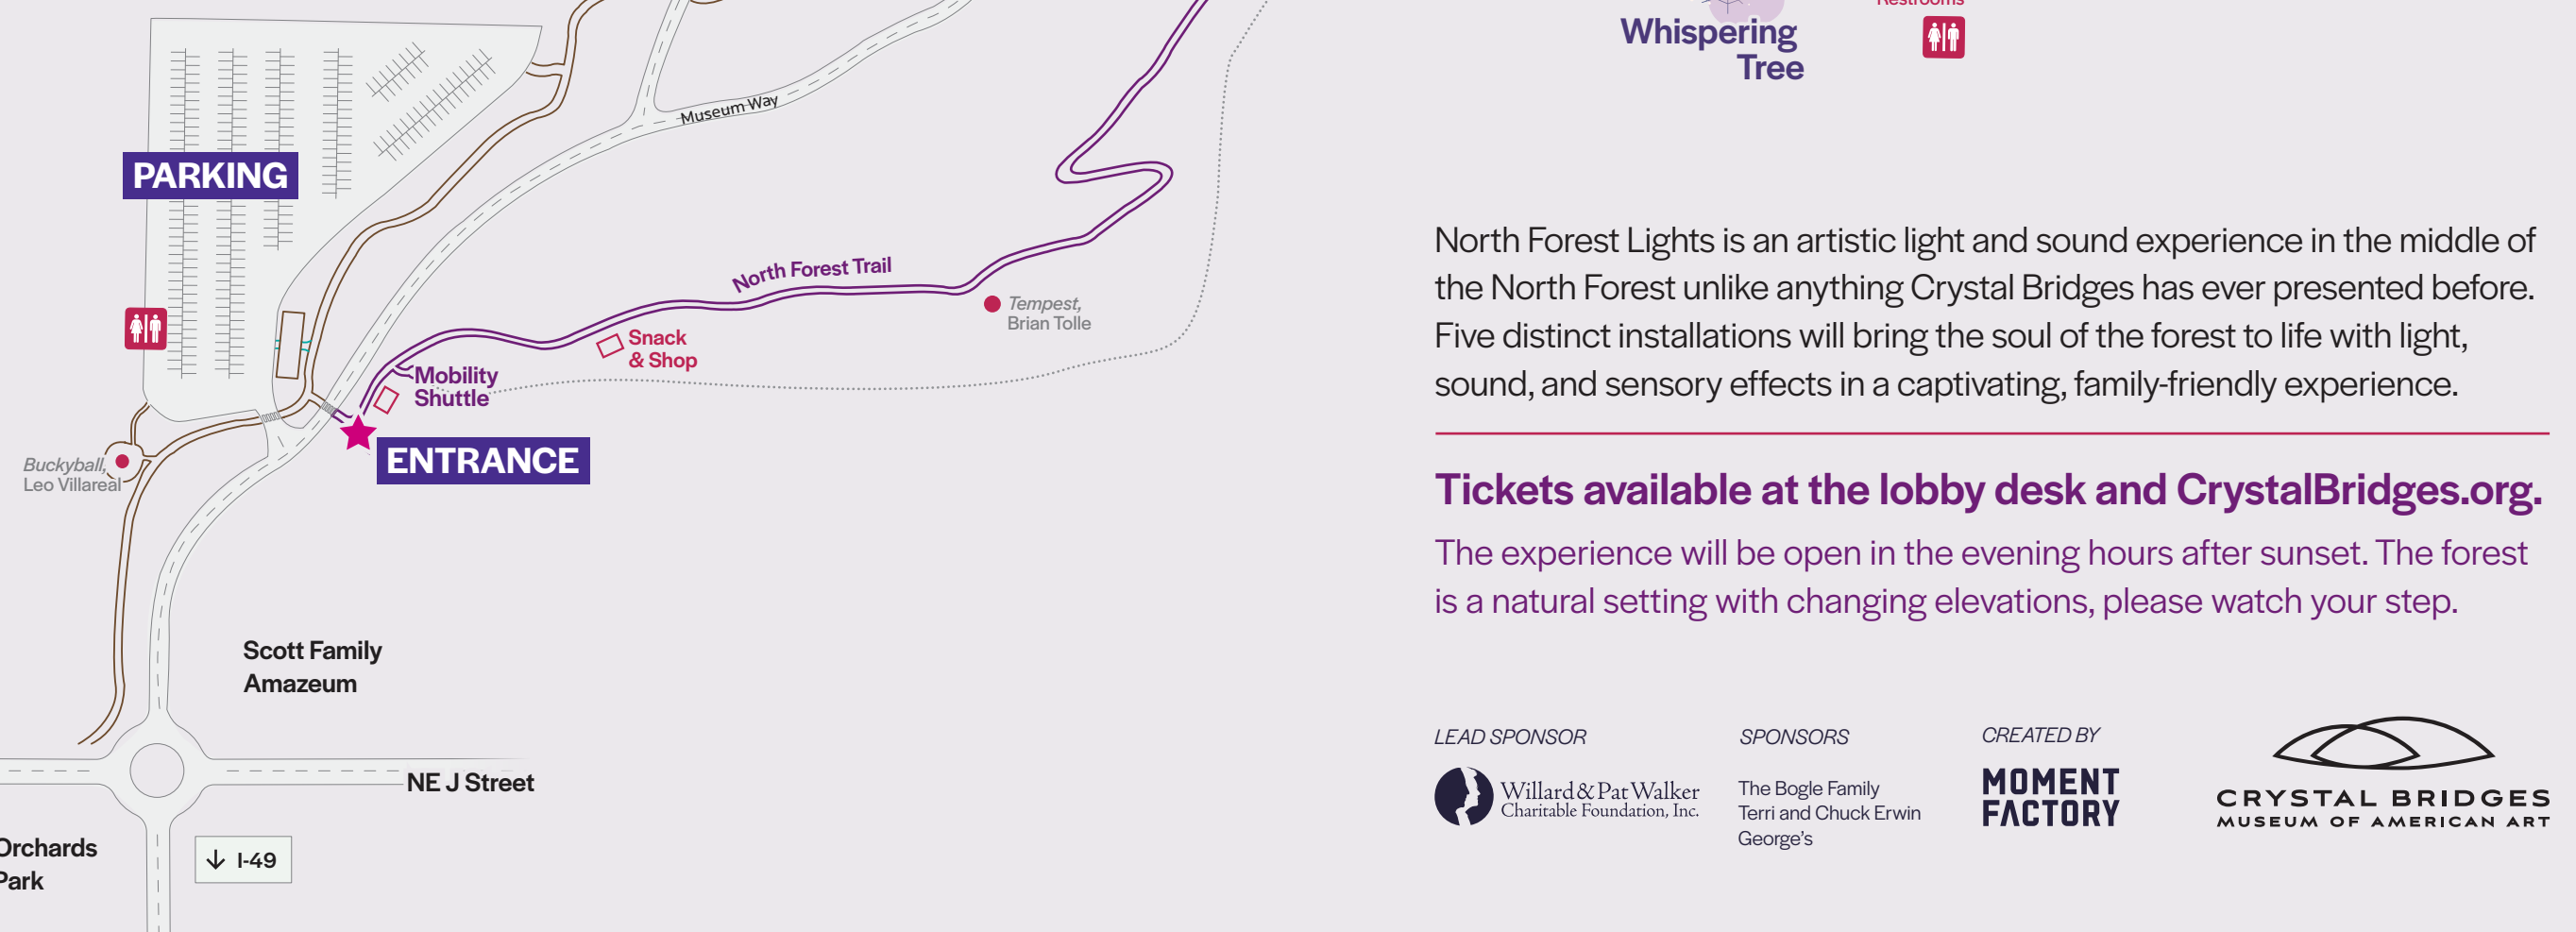 Restrooms
Whispering
Tree
Museum Way
PARKING
North Forest Trail
Tempest,
Brian Tolle
Snack
& Shop
Mobility
Shuttle
ENTRANCE
Buckyball,
Leo Villareal
Scott Family
Amazeum
NE J Street
Orchards
Park
↓ I-49
North Forest Lights is an artistic light and sound experience in the middle of
the North Forest unlike anything Crystal Bridges has ever presented before.
Five distinct installations will bring the soul of the forest to life with light,
sound, and sensory effects in a captivating, family-friendly experience.
Tickets available at the lobby desk and CrystalBridges.org.
The experience will be open in the evening hours after sunset. The forest
is a natural setting with changing elevations, please watch your step.
LEAD SPONSOR
Willard & Pat Walker
Charitable Foundation, Inc.
SPONSORS
The Bogle Family
Terri and Chuck Erwin
George's
CREATED BY
MOMENT
FACTORY
CRYSTAL BRIDGES
MUSEUM OF AMERICAN ART